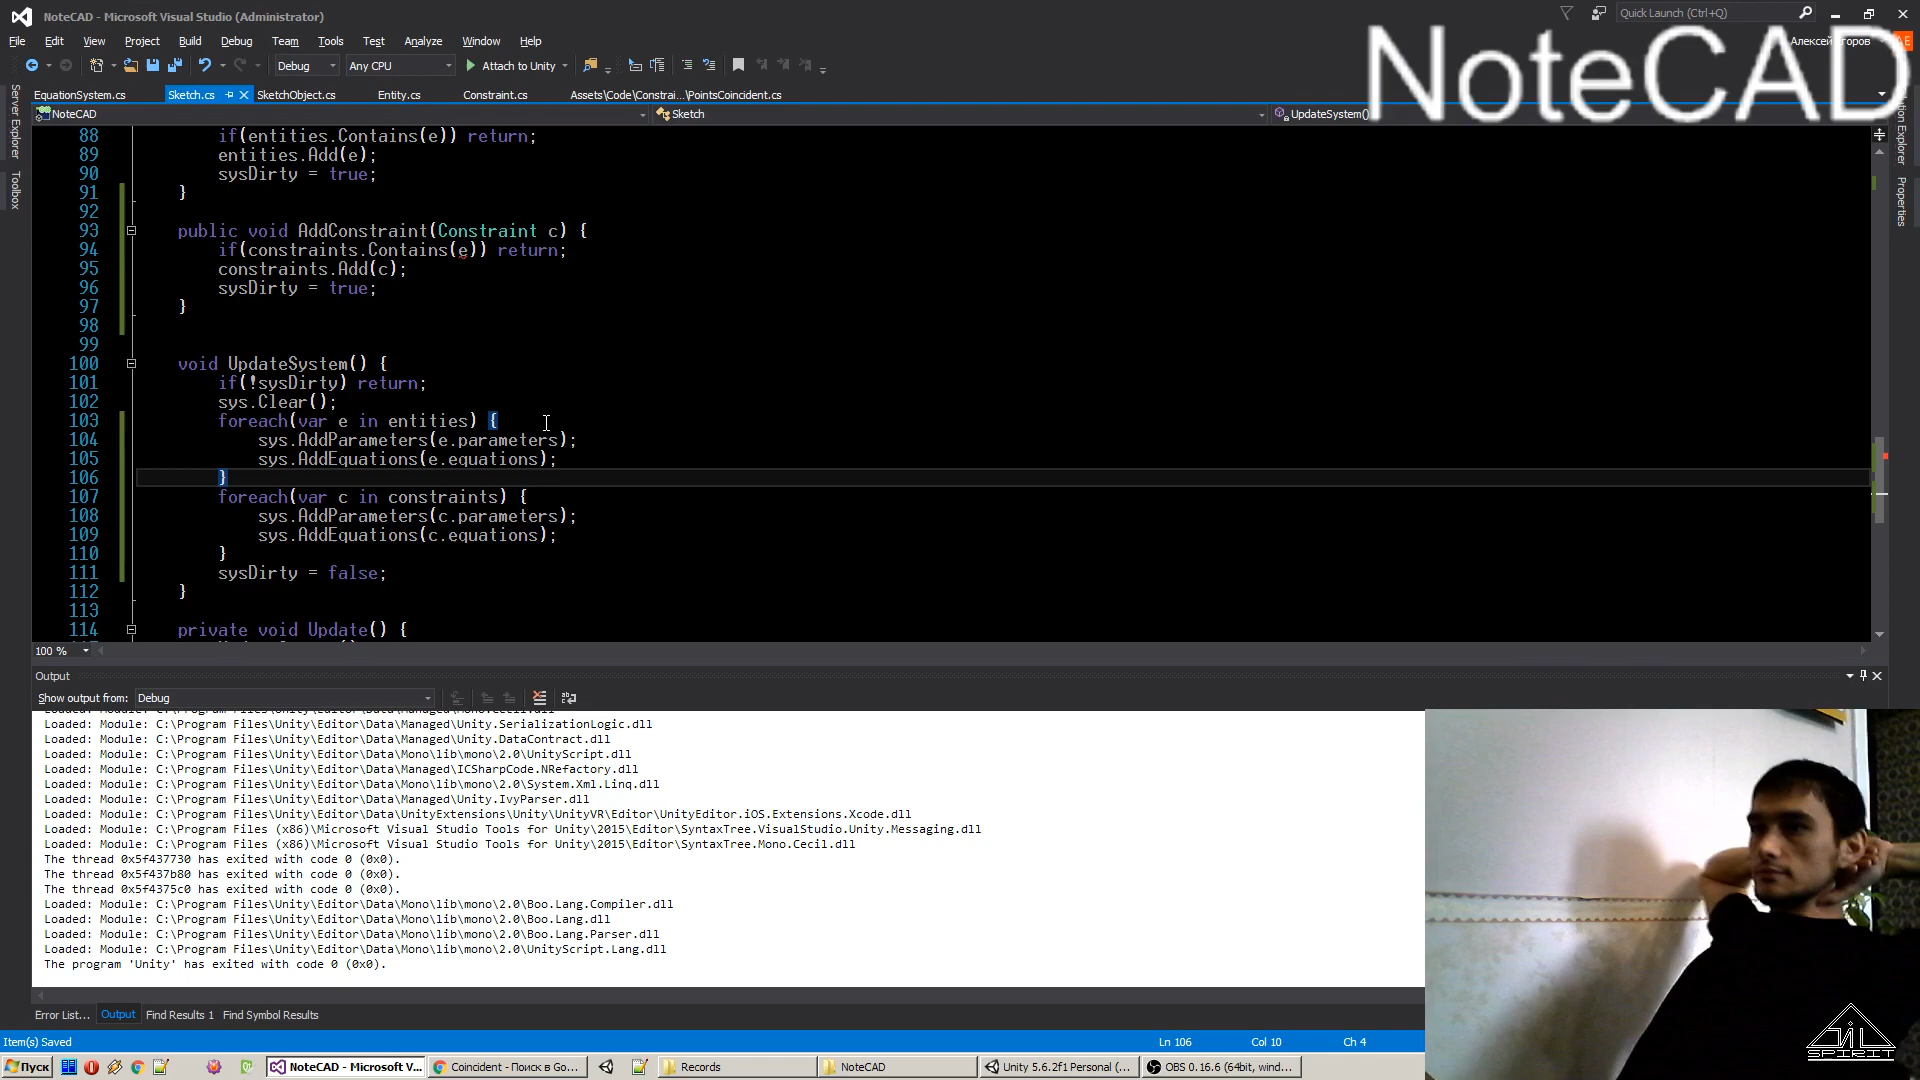 NoteCAD - Microsoft Visual Studio (Administrator)
Quick Launch (Ctrl+Q)
File Edit View Project Build Debug Team Tools Test Analyze Window Help
NoteCAD
Debug Any CPU Attach to Unity
EquationSystem.cs Sketch.cs SketchObject.cs Entity.cs Constraint.cs Assets\Code\Constrai...\PointsCoincident.cs
NoteCAD Sketch UpdateSystem()
Server Explorer
Toolbox
Properties
88 if(entities.Contains(e)) return;
89 entities.Add(e);
90 sysDirty = true;
91 }
92
93 public void AddConstraint(Constraint c) {
94 if(constraints.Contains(e)) return;
95 constraints.Add(c);
96 sysDirty = true;
97 }
98
99
100 void UpdateSystem() {
101 if(!sysDirty) return;
102 sys.Clear();
103 foreach(var e in entities) {
104 sys.AddParameters(e.parameters);
105 sys.AddEquations(e.equations);
106 }
107 foreach(var c in constraints) {
108 sys.AddParameters(c.parameters);
109 sys.AddEquations(c.equations);
110 }
111 sysDirty = false;
112 }
113
114 private void Update() {
100 %
Output
Show output from: Debug
Loaded: Module: C:\Program Files\Unity\Editor\Data\Managed\Unity.SerializationLogic.dll
Loaded: Module: C:\Program Files\Unity\Editor\Data\Managed\Unity.DataContract.dll
Loaded: Module: C:\Program Files\Unity\Editor\Data\Mono\lib\mono\2.0\UnityScript.dll
Loaded: Module: C:\Program Files\Unity\Editor\Data\Managed\ICSharpCode.NRefactory.dll
Loaded: Module: C:\Program Files\Unity\Editor\Data\Mono\lib\mono\2.0\System.Xml.Linq.dll
Loaded: Module: C:\Program Files\Unity\Editor\Data\Managed\Unity.IvyParser.dll
Loaded: Module: C:\Program Files\Unity\Editor\Data\UnityExtensions\Unity\UnityVR\Editor\UnityEditor.iOS.Extensions.Xcode.dll
Loaded: Module: C:\Program Files (x86)\Microsoft Visual Studio Tools for Unity\2015\Editor\SyntaxTree.VisualStudio.Unity.Messaging.dll
Loaded: Module: C:\Program Files (x86)\Microsoft Visual Studio Tools for Unity\2015\Editor\SyntaxTree.Mono.Cecil.dll
The thread 0x5f437730 has exited with code 0 (0x0).
The thread 0x5f437b80 has exited with code 0 (0x0).
The thread 0x5f4375c0 has exited with code 0 (0x0).
Loaded: Module: C:\Program Files\Unity\Editor\Data\Mono\lib\mono\2.0\Boo.Lang.Compiler.dll
Loaded: Module: C:\Program Files\Unity\Editor\Data\Mono\lib\mono\2.0\Boo.Lang.dll
Loaded: Module: C:\Program Files\Unity\Editor\Data\Mono\lib\mono\2.0\Boo.Lang.Parser.dll
Loaded: Module: C:\Program Files\Unity\Editor\Data\Mono\lib\mono\2.0\UnityScript.Lang.dll
The program 'Unity' has exited with code 0 (0x0).
Error List... Output Find Results 1 Find Symbol Results
Item(s) Saved Ln 106 Col 10 Ch 4
SPIRIT
Пуск NoteCAD - Microsoft V... Coincident - Поиск в Go... Records NoteCAD Unity 5.6.2f1 Personal (... OBS 0.16.6 (64bit, wind...